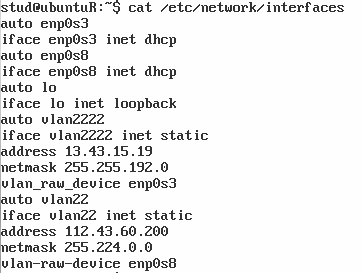 stud@ubuntuR:~$ cat /etc/network/interfaces
auto enp0s3
iface enp0s3 inet dhcp
auto enp0s8
iface enp0s8 inet dhcp
auto lo
iface lo inet loopback
auto vlan2222
iface vlan2222 inet static
address 13.43.15.19
netmask 255.255.192.0
vlan_raw_device enp0s3
auto vlan22
iface vlan22 inet static
address 112.43.60.200
netmask 255.224.0.0
vlan-raw-device enp0s8